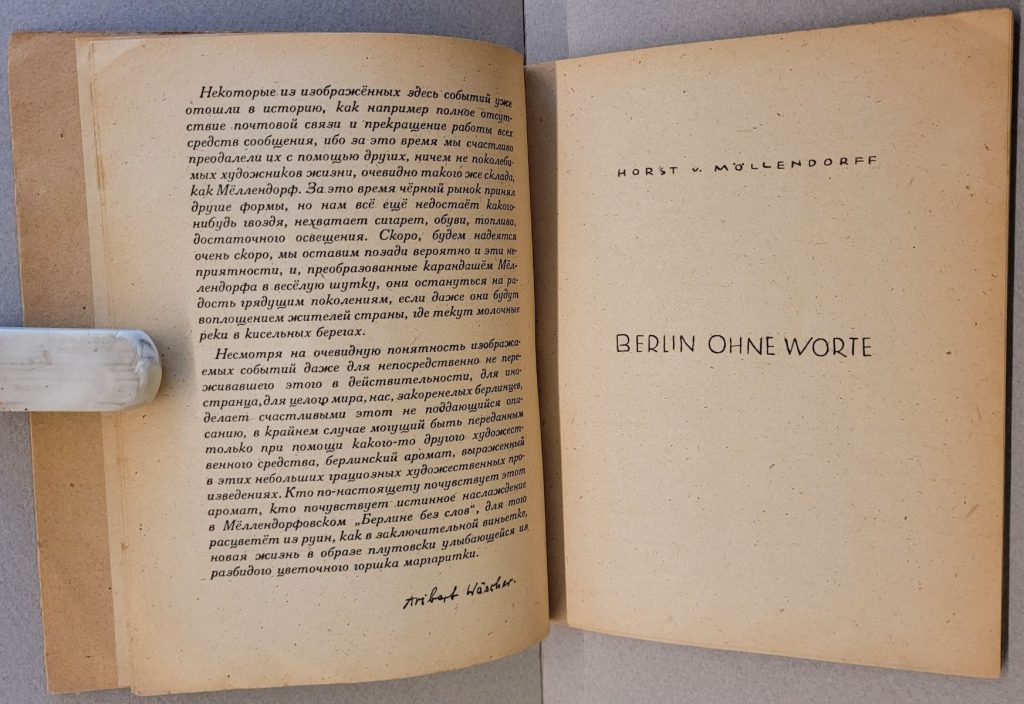 Некоторые из изображённых здесь событий уже
отошли в историю, как например полное отсут-
ствие почтовой связи и прекращение работы всех
средств сообщения, ибо за это время мы счастливо
преодалели их с помощью других, ничем не поколеби-
мых художников жизни, очевидно такого же склада,
как Мёллендорф. За это время чёрный рынок принял
друше формы, но нам всё ещё недостаёт какого-
нибудь гвоздя, нехватает сигарет, обуви, топлива,
достаточного освещения. Скоро, будем надеятся
очень скоро, мы оставим позади вероятно и эти не-
приятности, и, преобразованные карандашём Мёл-
лендорфа в весёлую шутку, они остануться на ра-
дость грядущим поколениям, если даже они будут
воплощением жителей страны, где текут молочные
реки в кисельных берегах.
Несмотря на очевидную понятность изображa-
емых событий даже для непосредственно не пере-
живавшего этого в действительности, для ино-
странца, для целого мира, нас, закоренелых берлинцев,
делает счастливыми этот не поддающийся опи-
санию, в крайнем случае могущий быть переданным
только при помощи какого-то другого художест-
венного средства, берлинский аромат, выраженный
в этих небольших грациозных художественных про-
изведениях. Кто по-настоящету почувствует этот
аромат, кто почувствует истинное наслаждение
в Мёллендорфовском „Берлине без слов“, для того
расцветёт из руин, как в заключительной виньетке,
новая жизнь в образе плутовски улыбающейся из
разбидого цветочного горшка маргаритки.
Aribert Wäscher.
HORST v. MÖLLENDORFF
BERLIN OHNE WORTE